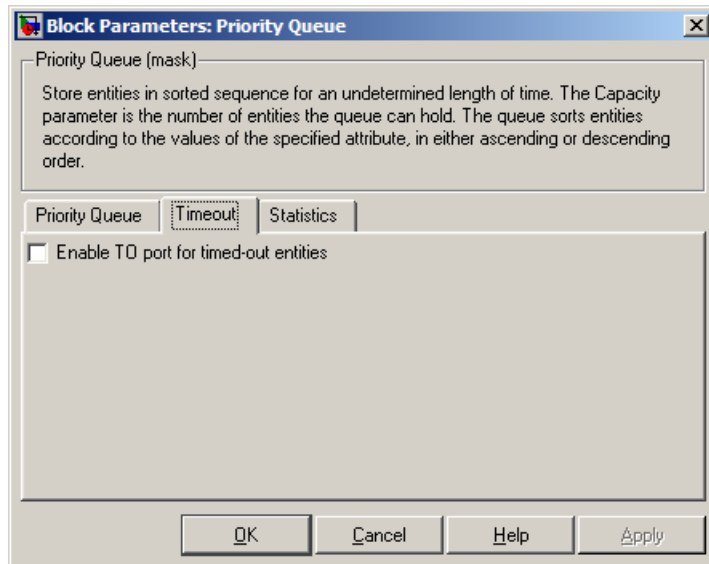 Block Parameters: Priority Queue
Priority Queue (mask)
Store entities in sorted sequence for an undetermined length of time. The Capacity
parameter is the number of entities the queue can hold. The queue sorts entities
according to the values of the specified attribute, in either ascending or descending
order.
Priority Queue Timeout Statistics
Enable TO port for timed-out entities
OK Cancel Help Apply